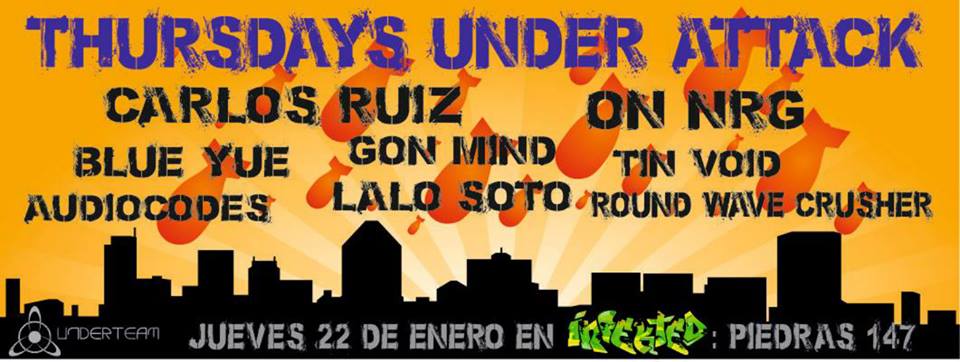 THURSDAYS UNDER ATTACK
CARLOS RUIZ ON NRG
BLUE YUE GON MIND TIN VOID
AUDIOCODES LALO SOTO ROUND WAVE CRUSHER
UNDERTEAM JUEVES 22 DE ENERO EN INFEKTED: PIEDRAS 147